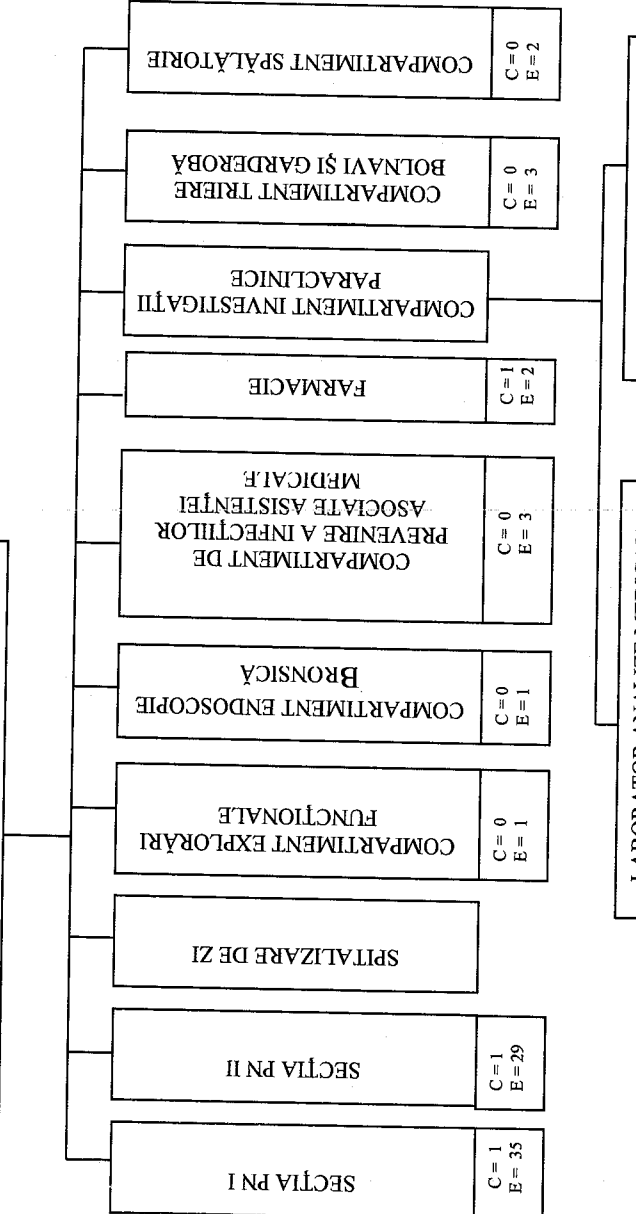 SECȚIA PN I
C = 1
E = 35
SECȚIA PN II
C = 1
E = 29
SPITALIZARE DE ZI
COMPARTIMENT EXPLORĂRI
FUNCȚIONALE
C = 0
E = 1
COMPARTIMENT ENDOSCOPIE
BRONSICĂ
C = 0
E = 1
COMPARTIMENT DE
PREVENIRE A INFECȚIILOR
ASOCIATE ASISTENȚEI
MEDICALE
C = 0
E = 3
FARMACIE
C = 1
E = 2
COMPARTIMENT INVESTIGAȚII
PARACLINICE
COMPARTIMENT TRIERE
BOLNAVI ȘI GARDEROBĂ
C = 0
E = 3
COMPARTIMENT SPĂLĂTORIE
C = 0
E = 2
LABORATOR ANALIZE